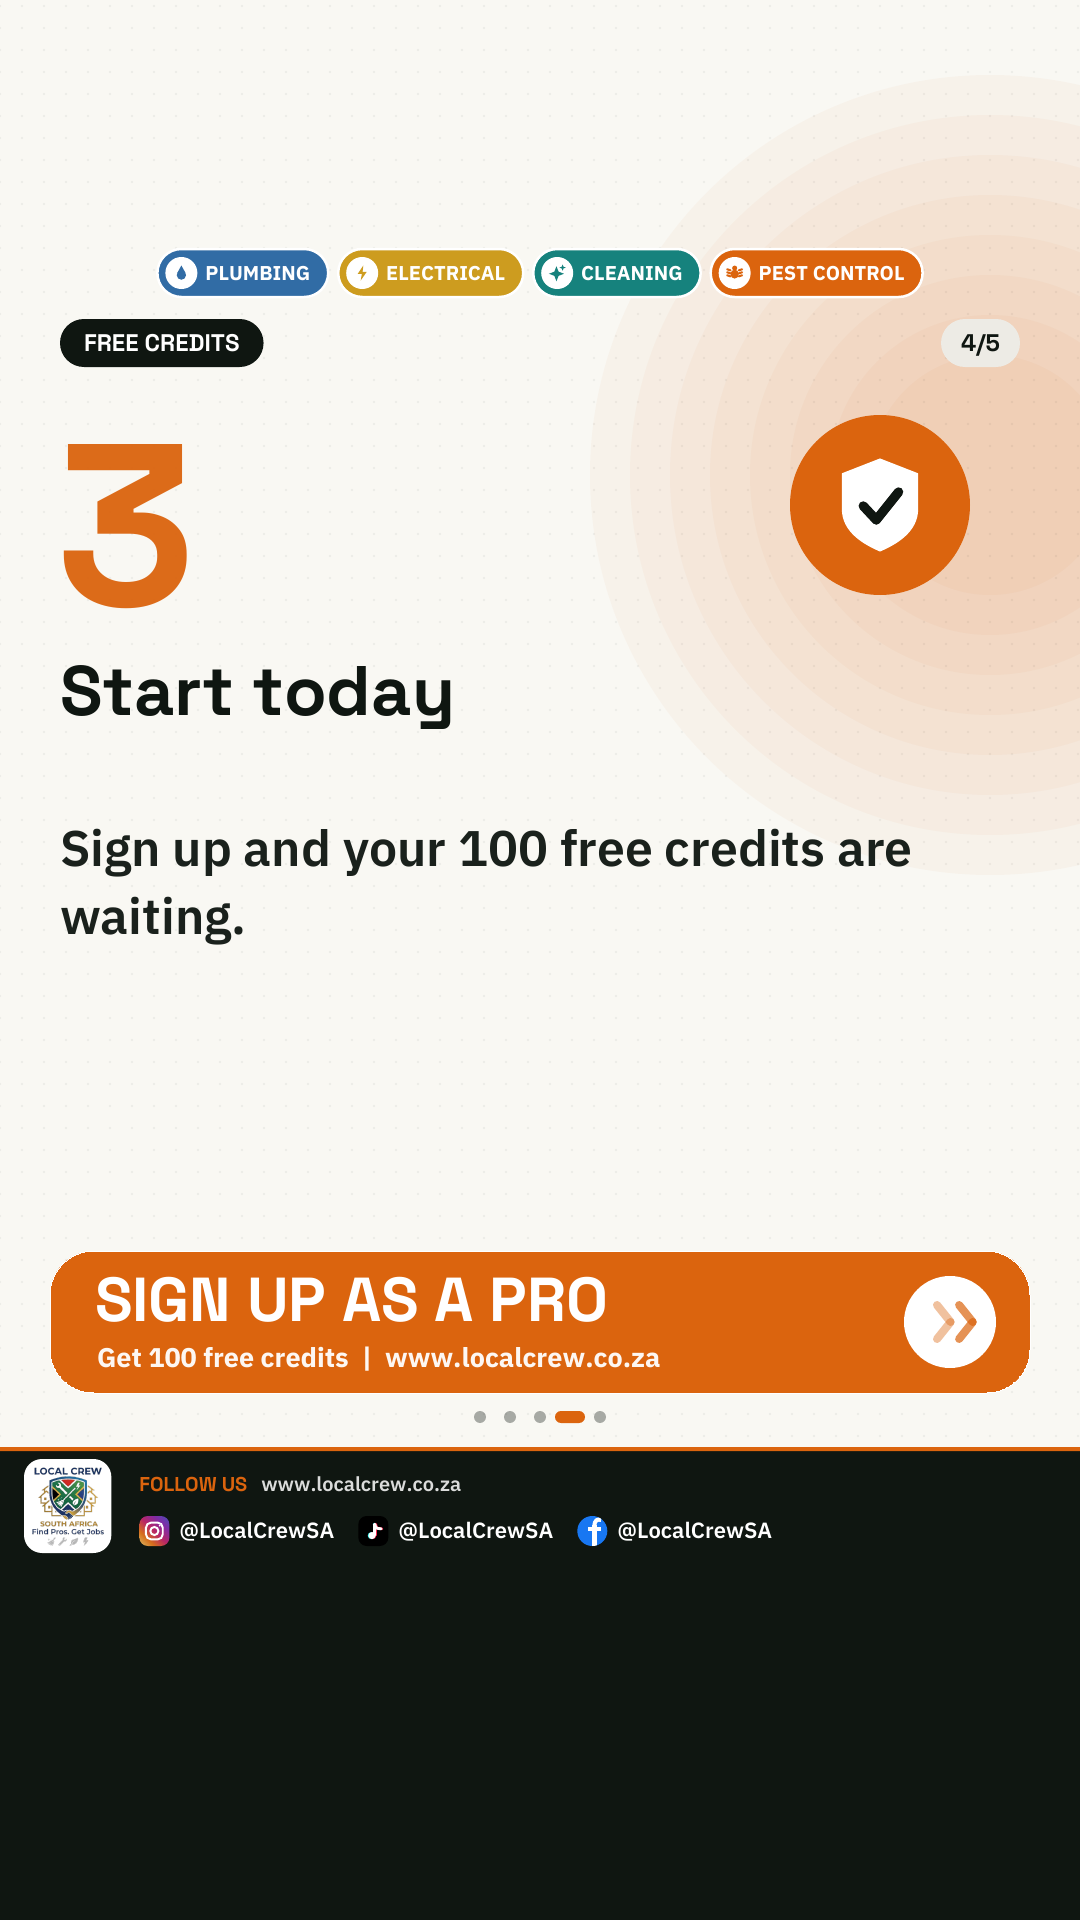 PLUMBING
ELECTRICAL
CLEANING
PEST CONTROL
FREE CREDITS
4/5
3
Start today
Sign up and your 100 free credits are
waiting.
SIGN UP AS A PRO
Get 100 free credits | www.localcrew.co.za
LOCAL CREW
SOUTH AFRICA
Find Pros. Get Jobs
FOLLOW US www.localcrew.co.za
@LocalCrewSA @LocalCrewSA @LocalCrewSA